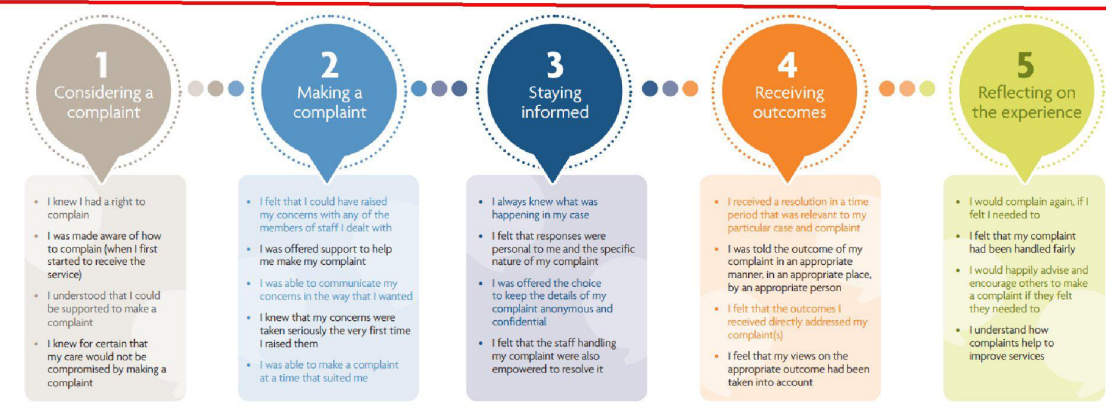 1
Considering a
complaint
2
Making a
complaint
3
Staying
informed
4
Receiving
outcomes
5
Reflecting on
the experience
• I knew I had a right to
complain
• I was made aware of how
to complain (when I first
started to receive the
service)
• I understood that I could
be supported to make a
complaint
• I knew for certain that
my care would not be
compromised by making a
complaint
• I felt that I could have raised
my concerns with any of the
members of staff I dealt with
• I was offered support to help
me make my complaint
• I was able to communicate my
concerns in the way that I wanted
• I knew that my concerns were
taken seriously the very first time
I raised them
• I was able to make a complaint
at a time that suited me
• I always knew what was
happening in my case
• I felt that responses were
personal to me and the specific
nature of my complaint
• I was offered the choice
to keep the details of my
complaint anonymous and
confidential
• I felt that the staff handling
my complaint were also
empowered to resolve it
• I received a resolution in a time
period that was relevant to my
particular case and complaint
• I was told the outcome of my
complaint in an appropriate
manner, in an appropriate place,
by an appropriate person
• I felt that the outcomes I
received directly addressed my
complaint(s)
• I feel that my views on the
appropriate outcome had been
taken into account
• I would complain again, if I
felt I needed to
• I felt that my complaint
had been handled fairly
• I would happily advise and
encourage others to make
a complaint if they felt
they needed to
• I understand how
complaints help to
improve services